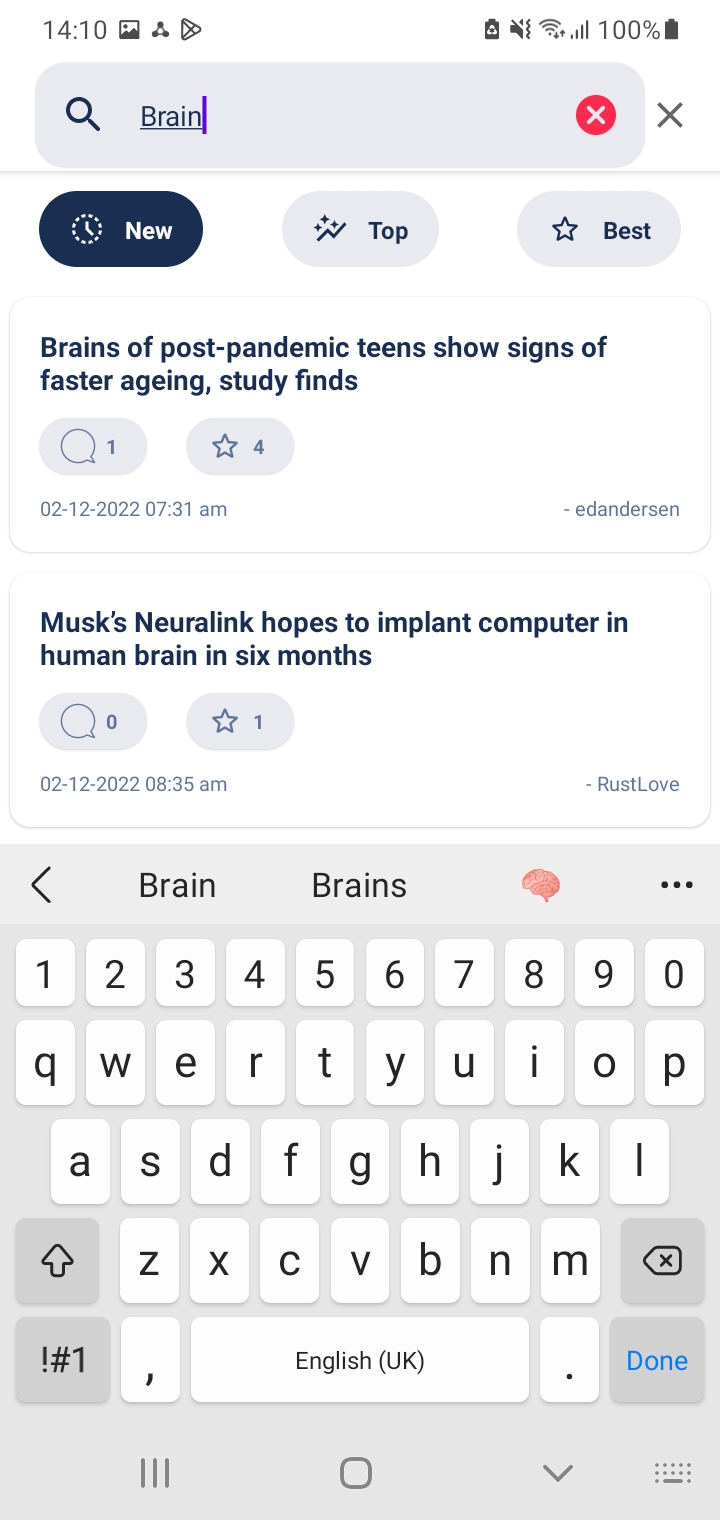 14:10 100%
Brain
New Top Best
Brains of post-pandemic teens show signs of
faster ageing, study finds
1 4
02-12-2022 07:31 am - edandersen
Musk’s Neuralink hopes to implant computer in
human brain in six months
0 1
02-12-2022 08:35 am - RustLove
Brain Brains
1 2 3 4 5 6 7 8 9 0
q w e r t y u i o p
a s d f g h j k l
z x c v b n m
!#1 , English (UK) . Done